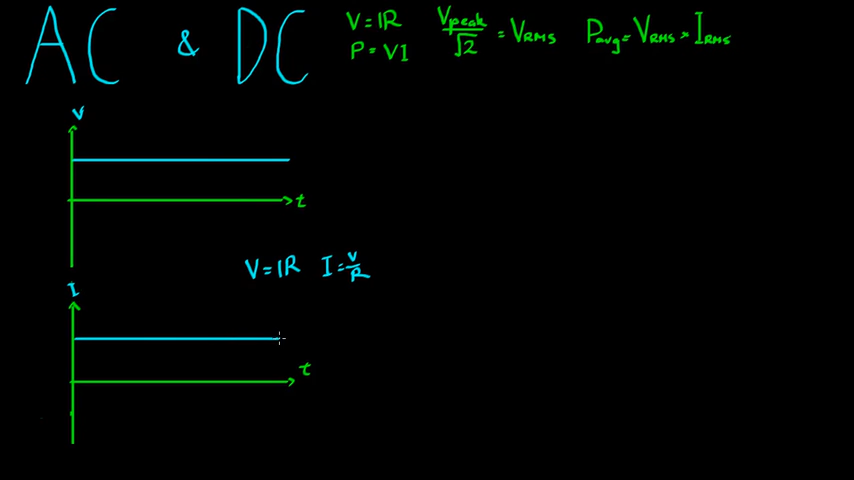 AC & DC
V=IR
P=VI
Vpeak/√2 = VRMS
Pavg= VRMS × IRMS
V
t
V=IR I=V/R
I
t